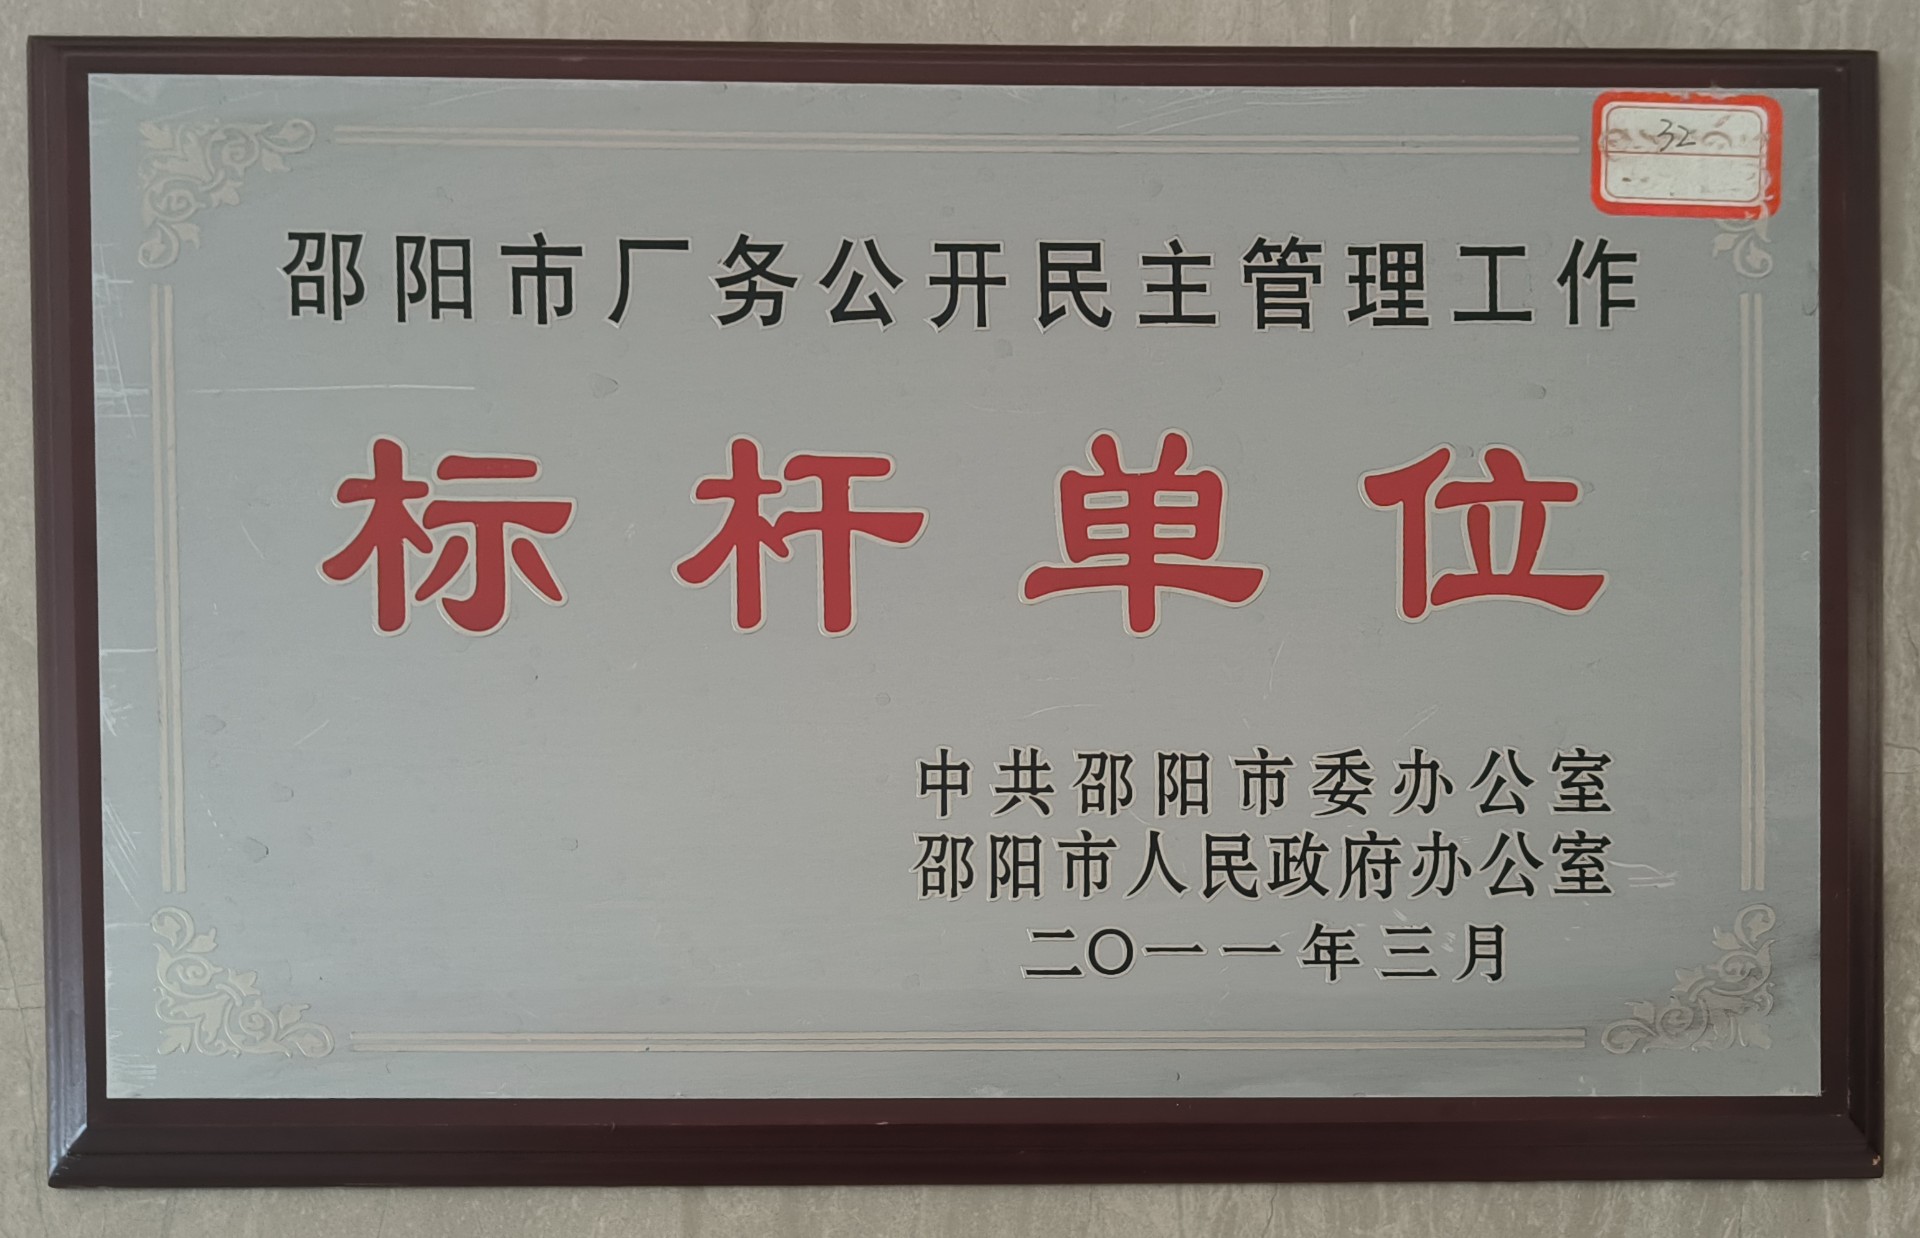 32
邵阳市厂务公开民主管理工作
标杆单位
中共邵阳市委办公室
邵阳市人民政府办公室
二〇一一年三月